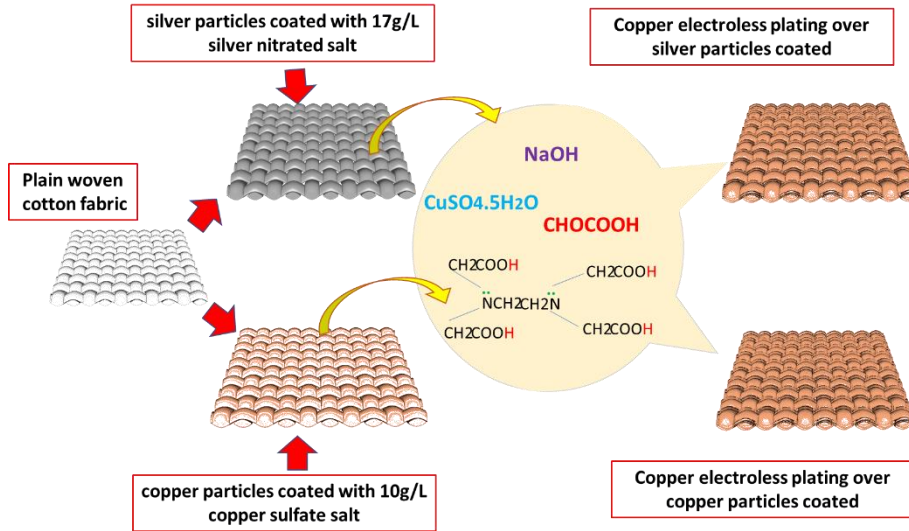 silver particles coated with 17g/L
silver nitrated salt
Copper electroless plating over
silver particles coated
Plain woven
cotton fabric
NaOH
CuSO4.5H2O
CHOCOOH
CH2COOH
CH2COOH
NCH2CH2N
CH2COOH
CH2COOH
copper particles coated with 10g/L
copper sulfate salt
Copper electroless plating over
copper particles coated